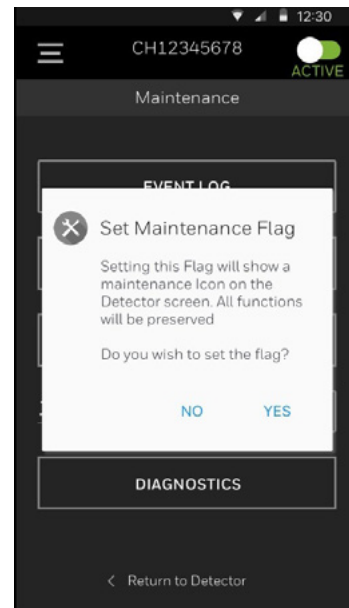 12:30
CH12345678
ACTIVE
Maintenance
EVENT LOG
Set Maintenance Flag
Setting this Flag will show a
maintenance Icon on the
Detector screen. All functions
will be preserved
Do you wish to set the flag?
NO YES
DIAGNOSTICS
< Return to Detector